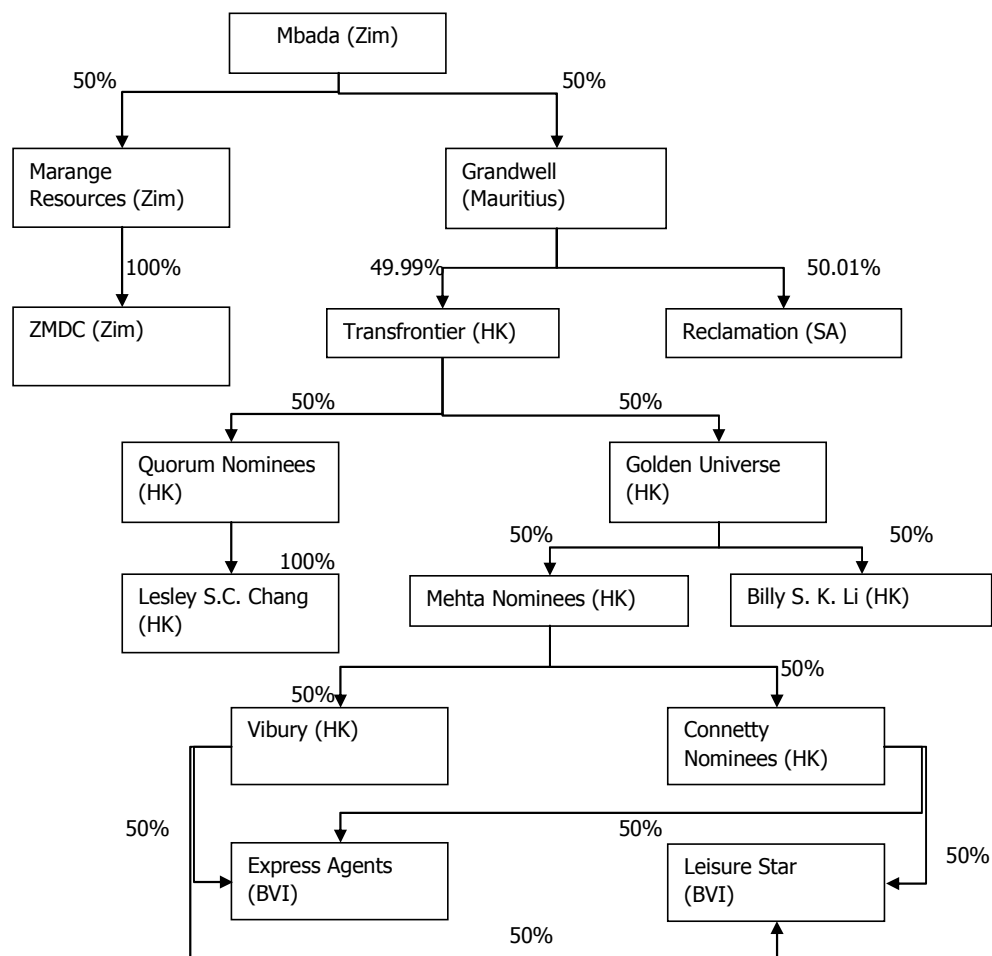 Mbada (Zim)
50%
50%
Marange
Resources (Zim)
Grandwell
(Mauritius)
100%
49.99%
50.01%
ZMDC (Zim)
Transfrontier (HK)
Reclamation (SA)
50%
50%
Quorum Nominees
(HK)
Golden Universe
(HK)
50%
50%
100%
Lesley S.C. Chang
(HK)
Mehta Nominees (HK)
Billy S. K. Li (HK)
50%
50%
Vibury (HK)
Connetty
Nominees (HK)
50%
50%
50%
Express Agents
(BVI)
Leisure Star
(BVI)
50%